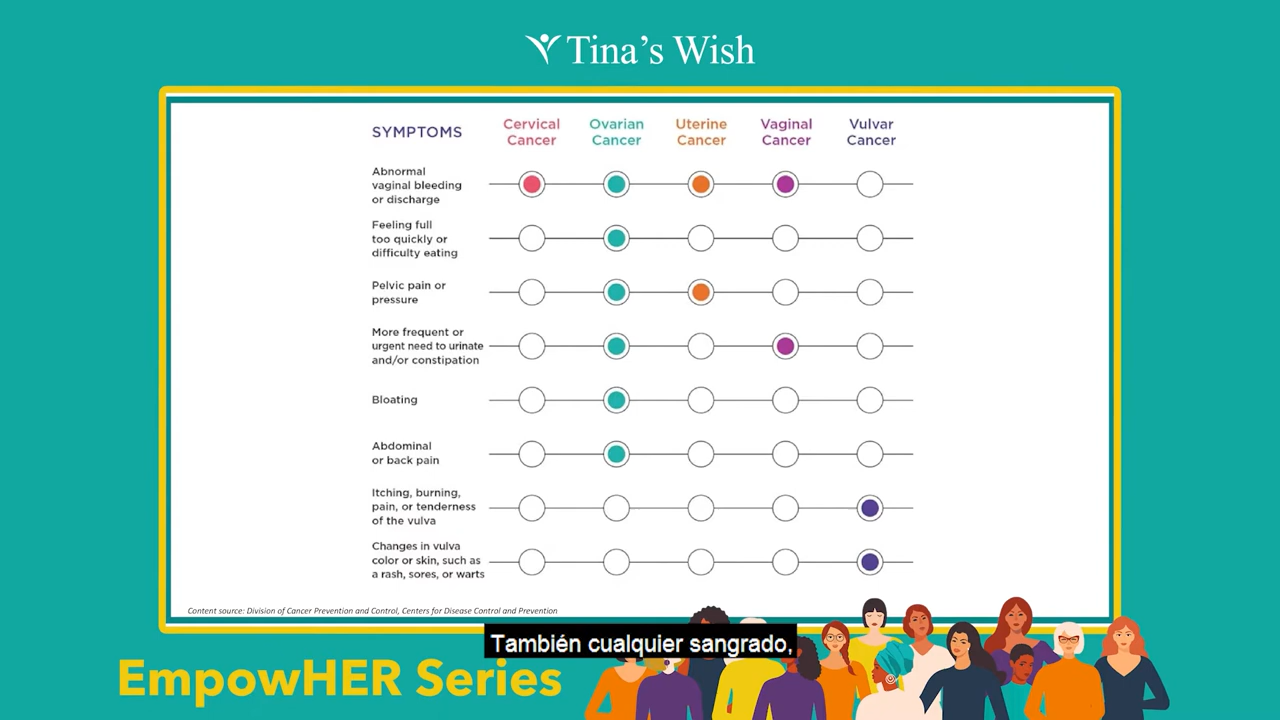 Tina's Wish
SYMPTOMS
Cervical
Cancer
Ovarian
Cancer
Uterine
Cancer
Vaginal
Cancer
Vulvar
Cancer
Abnormal
vaginal bleeding
or discharge
Feeling full
too quickly or
difficulty eating
Pelvic pain or
pressure
More frequent or
urgent need to urinate
and/or constipation
Bloating
Abdominal
or back pain
Itching, burning,
pain, or tenderness
of the vulva
Changes in vulva
color or skin, such as
a rash, sores, or warts
Content source: Division of Cancer Prevention and Control, Centers for Disease Control and Prevention
También cualquier sangrado,
EmpowHER Series